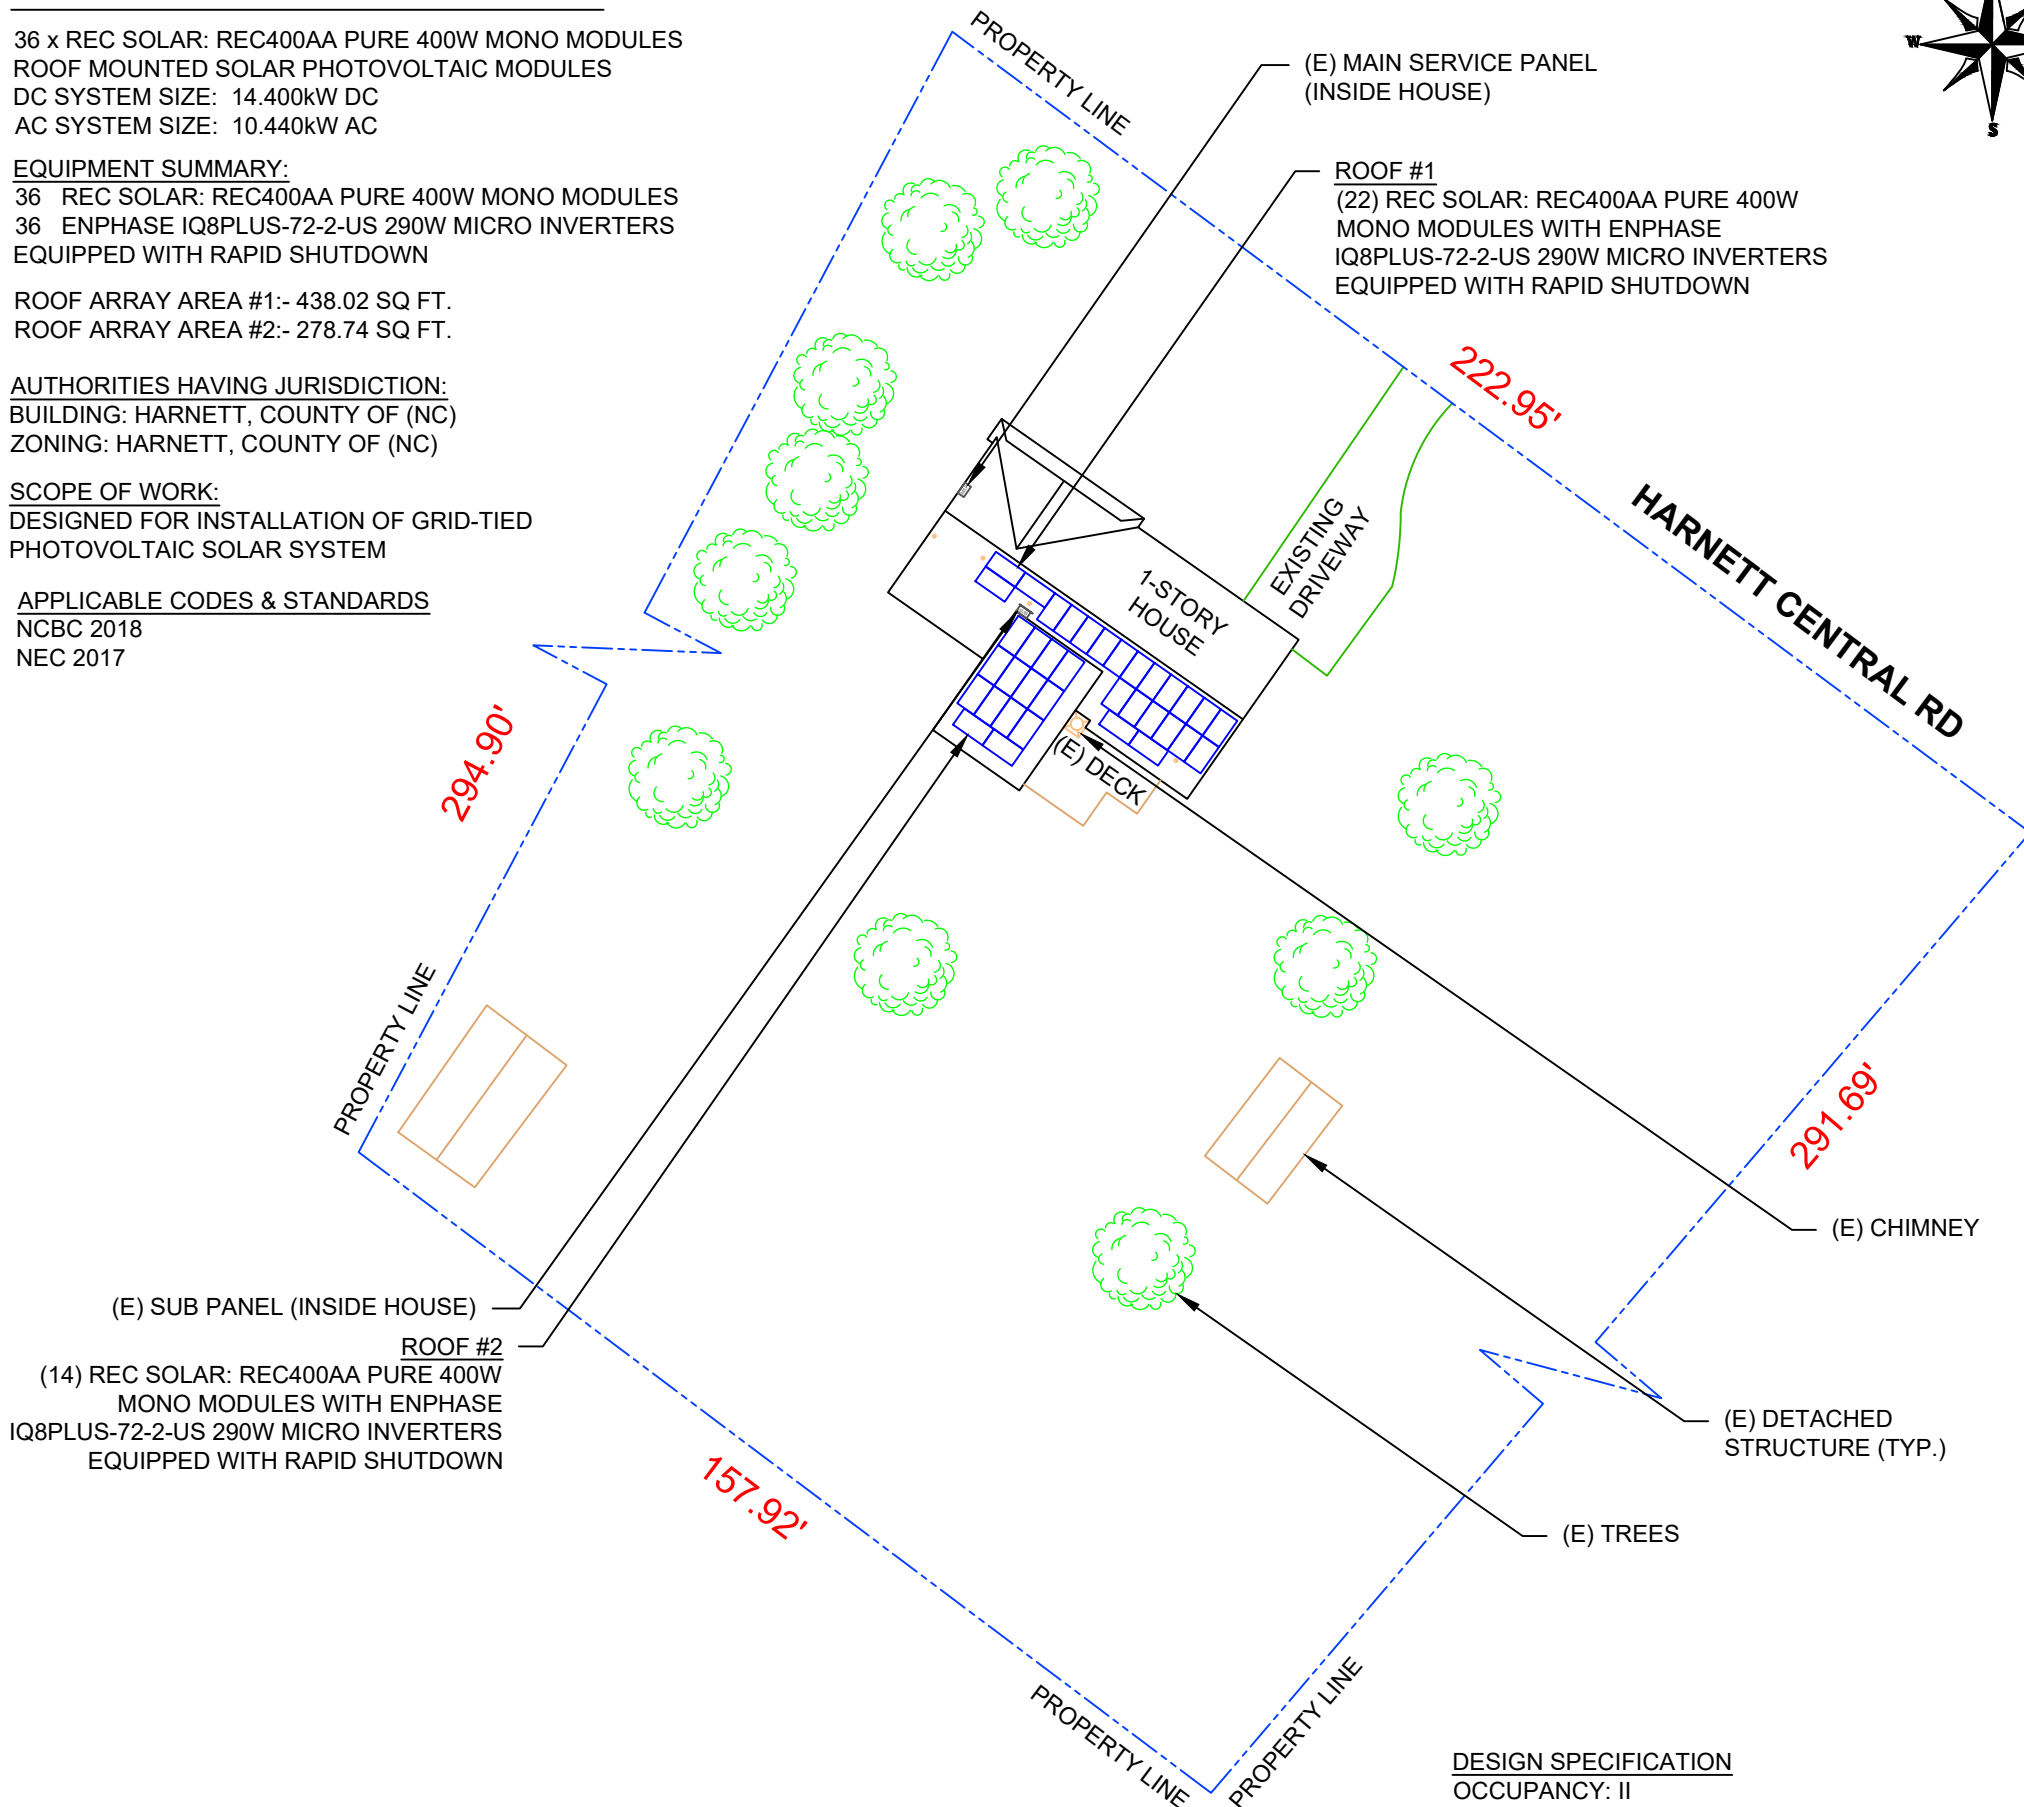 36 x REC SOLAR: REC400AA PURE 400W MONO MODULES
ROOF MOUNTED SOLAR PHOTOVOLTAIC MODULES
DC SYSTEM SIZE: 14.400kW DC
AC SYSTEM SIZE: 10.440kW AC
EQUIPMENT SUMMARY:
36 REC SOLAR: REC400AA PURE 400W MONO MODULES
36 ENPHASE IQ8PLUS-72-2-US 290W MICRO INVERTERS
EQUIPPED WITH RAPID SHUTDOWN
ROOF ARRAY AREA #1:- 438.02 SQ FT.
ROOF ARRAY AREA #2:- 278.74 SQ FT.
AUTHORITIES HAVING JURISDICTION:
BUILDING: HARNETT, COUNTY OF (NC)
ZONING: HARNETT, COUNTY OF (NC)
SCOPE OF WORK:
DESIGNED FOR INSTALLATION OF GRID-TIED
PHOTOVOLTAIC SOLAR SYSTEM
APPLICABLE CODES & STANDARDS
NCBC 2018
NEC 2017
PROPERTY LINE
(E) MAIN SERVICE PANEL
(INSIDE HOUSE)
W
S
ROOF #1
(22) REC SOLAR: REC400AA PURE 400W
MONO MODULES WITH ENPHASE
IQ8PLUS-72-2-US 290W MICRO INVERTERS
EQUIPPED WITH RAPID SHUTDOWN
222.95'
HARNETT CENTRAL RD
EXISTING
DRIVEWAY
1-STORY
HOUSE
(E) DECK
294.90'
PROPERTY LINE
291.69'
(E) CHIMNEY
(E) SUB PANEL (INSIDE HOUSE)
ROOF #2
(14) REC SOLAR: REC400AA PURE 400W
MONO MODULES WITH ENPHASE
IQ8PLUS-72-2-US 290W MICRO INVERTERS
EQUIPPED WITH RAPID SHUTDOWN
(E) DETACHED
STRUCTURE (TYP.)
(E) TREES
157.92'
PROPERTY LINE
PROPERTY LINE
DESIGN SPECIFICATION
OCCUPANCY: II